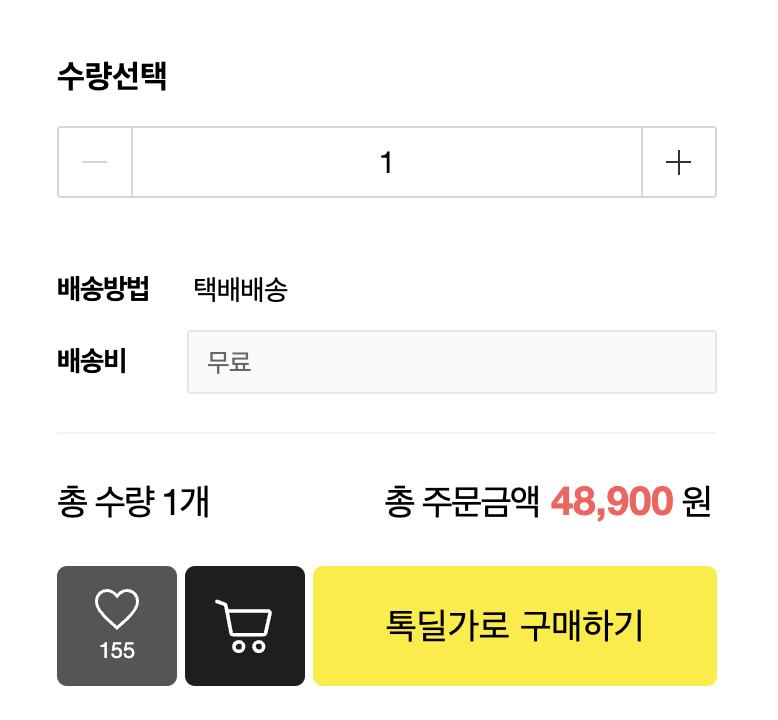 수량선택
1
배송방법 택배배송
배송비 무료
총 수량 1개 총 주문금액 48,900 원
155 톡딜가로 구매하기